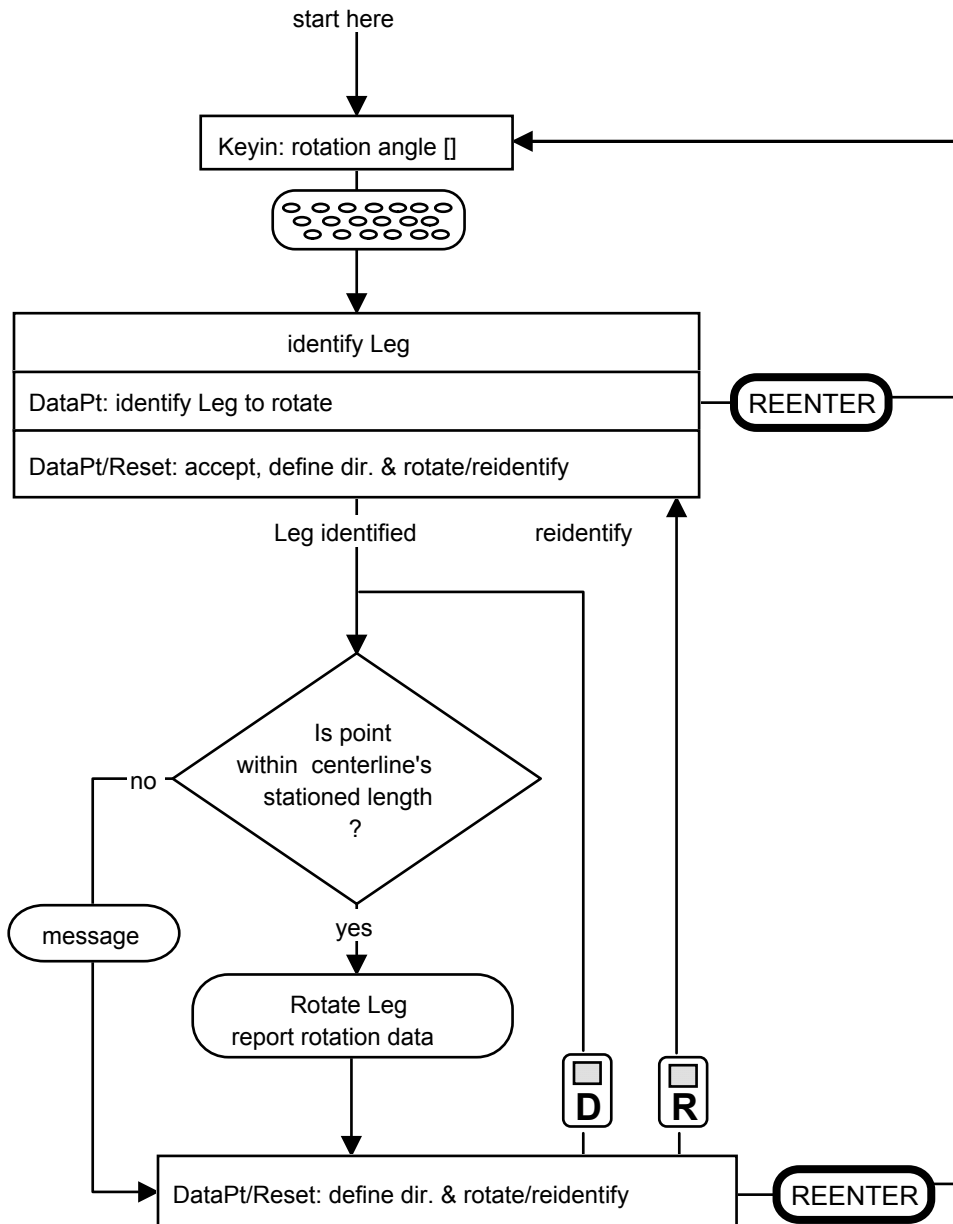 start here
Keyin: rotation angle []
identify Leg
DataPt: identify Leg to rotate
REENTER
DataPt/Reset: accept, define dir. & rotate/reidentify
Leg identified
reidentify
Is point
within centerline's
stationed length
?
no
message
yes
Rotate Leg
report rotation data
D
R
DataPt/Reset: define dir. & rotate/reidentify
REENTER